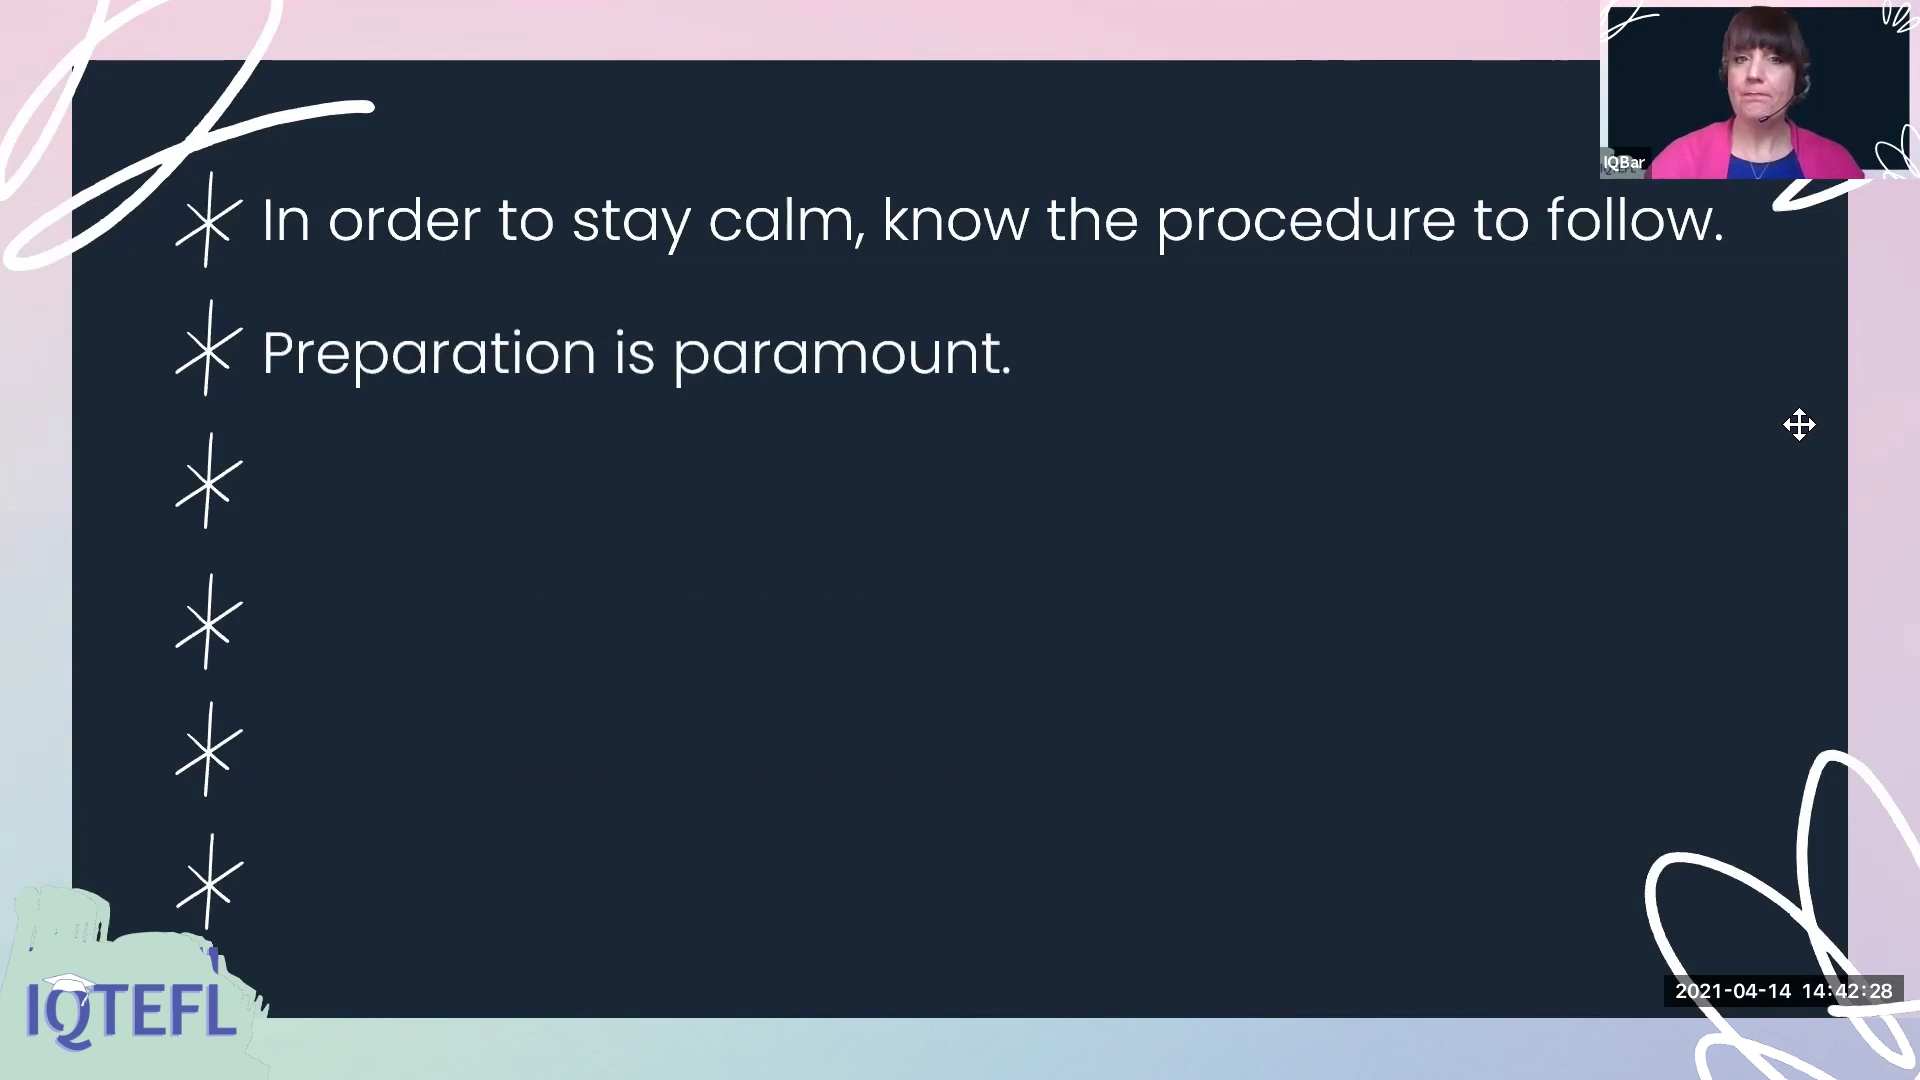 IQBar
In order to stay calm, know the procedure to follow.
Preparation is paramount.
IQTEFL
2021-04-14 14:42:28